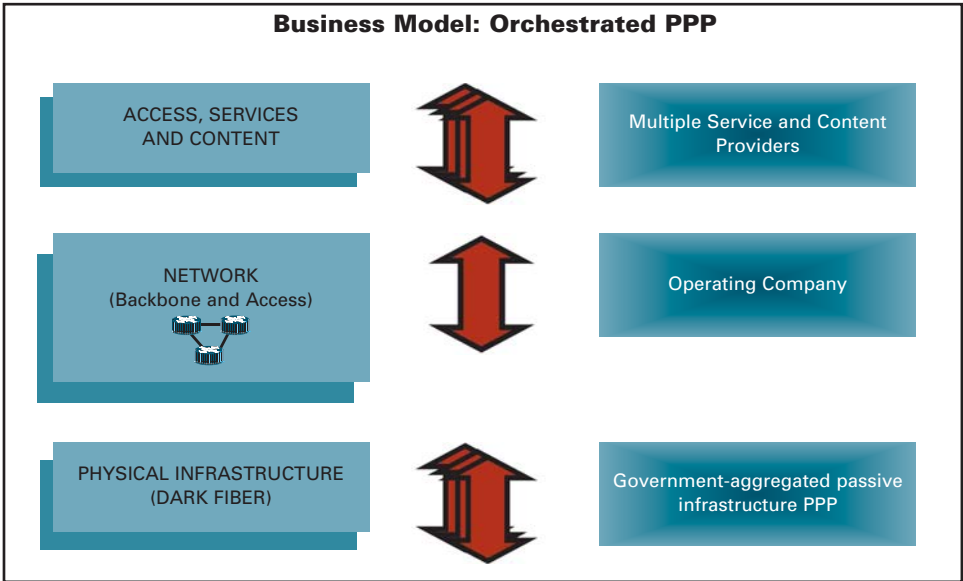 Business Model: Orchestrated PPP
ACCESS, SERVICES
AND CONTENT
Multiple Service and Content
Providers
NETWORK
(Backbone and Access)
Operating Company
PHYSICAL INFRASTRUCTURE
(DARK FIBER)
Government-aggregated passive
infrastructure PPP